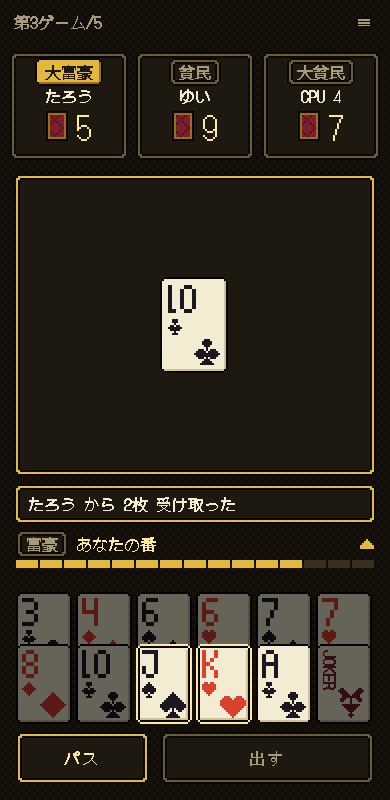 第3ゲーム/5
大富豪 貧民 大貧民
たろう ゆい CPU 4
5 9 7
10
たろう から 2枚 受け取った
富豪 あなたの番
3 4 6 6 7 7
8 10 J K A JOKER
パス 出す